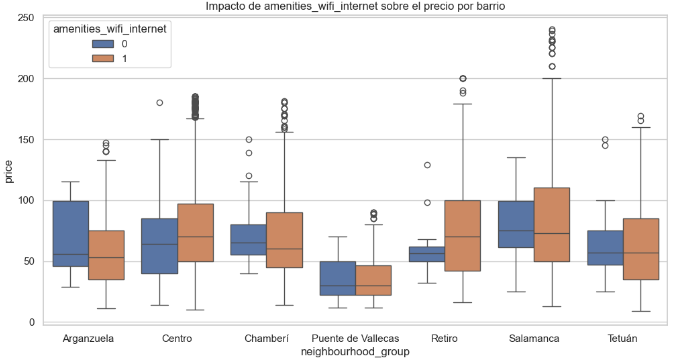 Impacto de amenities_wifi_internet sobre el precio por barrio
amenities_wifi_internet
0
1
250
200
150
100
50
0
price
Arganzuela Centro Chamberí Puente de Vallecas Retiro Salamanca Tetuán
neighbourhood_group